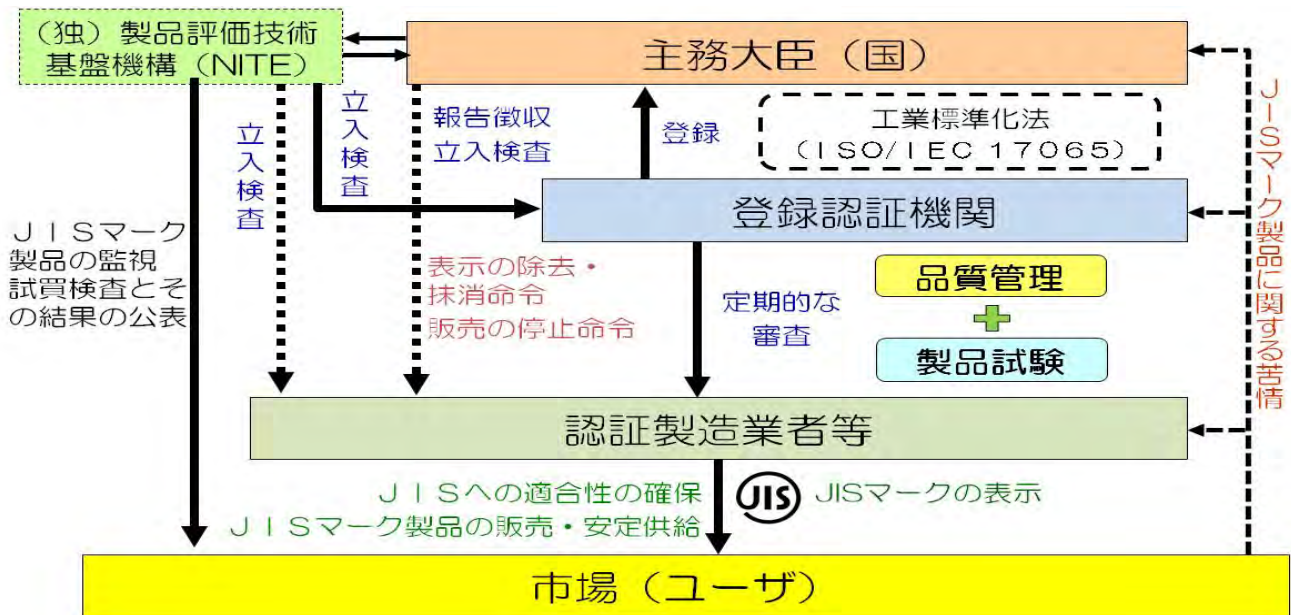 （独）製品評価技術
基盤機構（NITE）
主務大臣（国）
立入検査
立入検査
報告徴収
立入検査
登録
工業標準化法
（ＩＳＯ/ＩＥＣ 17065）
登録認証機関
ＪＩＳマーク
製品の監視
試買検査とそ
の結果の公表
表示の除去・
抹消命令
販売の停止命令
定期的な
審査
品質管理
製品試験
ＪＩＳマーク製品に関する苦情
認証製造業者等
ＪＩＳへの適合性の確保
ＪＩＳマーク製品の販売・安定供給
JIS
JISマークの表示
市場（ユーザ）